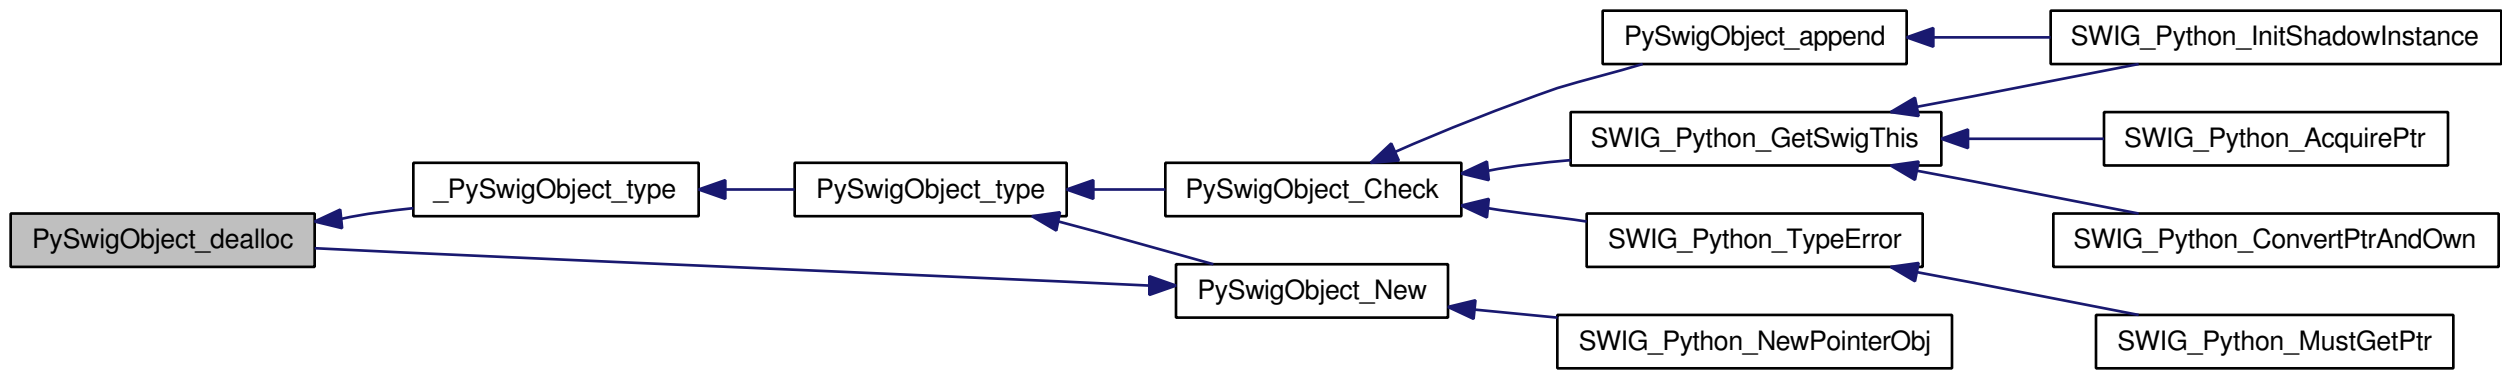 PySwigObject_dealloc
_PySwigObject_type
PySwigObject_type
PySwigObject_Check
PySwigObject_New
PySwigObject_append
SWIG_Python_GetSwigThis
SWIG_Python_TypeError
SWIG_Python_NewPointerObj
SWIG_Python_InitShadowInstance
SWIG_Python_AcquirePtr
SWIG_Python_ConvertPtrAndOwn
SWIG_Python_MustGetPtr